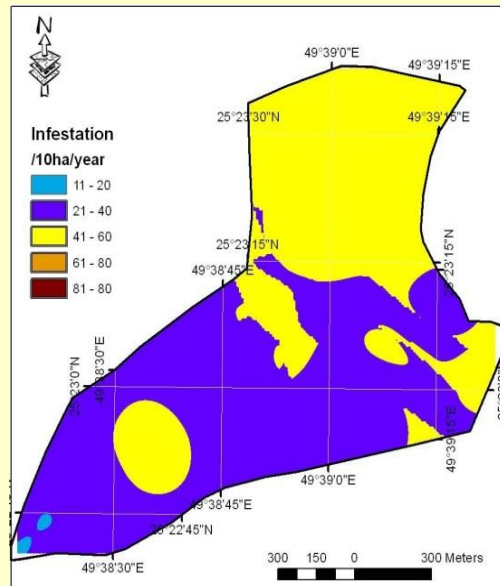 N
49°39'0"E
49°39'15"E
25°23'30"N
49°39'15"E
Infestation
/10ha/year
11 - 20
21 - 40
41 - 60
61 - 80
81 - 80
25°23'15"N
49°38'45"E
25°23'15"N
49°38'30"E
25°23'0"N
49°39'15"E
49°39'0"E
49°38'45"E
25°22'45"N
49°38'30"E
300 150 0 300 Meters